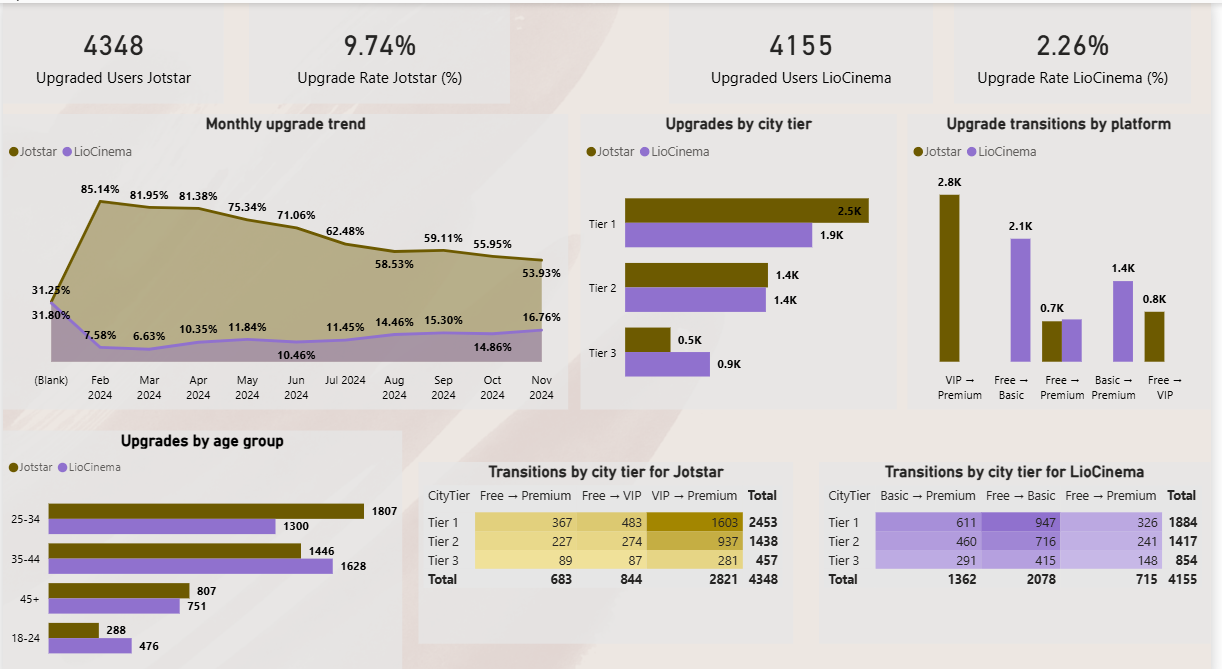 4348
Upgraded Users Jotstar
9.74%
Upgrade Rate Jotstar (%)
4155
Upgraded Users LioCinema
2.26%
Upgrade Rate LioCinema (%)
Monthly upgrade trend
Jotstar LioCinema
85.14% 81.95% 81.38% 75.34% 71.06% 62.48% 58.53% 59.11% 55.95% 53.93%
31.25%
31.80% 7.58% 6.63% 10.35% 11.84% 10.46% 11.45% 14.46% 15.30% 14.86% 16.76%
(Blank) Feb Mar Apr May Jun Jul 2024 Aug Sep Oct Nov
2024 2024 2024 2024 2024 2024 2024 2024 2024
Upgrades by city tier
Jotstar LioCinema
Tier 1 2.5K
1.9K
Tier 2 1.4K
1.4K
Tier 3 0.5K
0.9K
Upgrade transitions by platform
Jotstar LioCinema
2.8K 2.1K 0.7K 1.4K 0.8K
VIP → Free → Free → Basic → Free →
Premium Basic Premium Premium VIP
Upgrades by age group
Jotstar LioCinema
25-34 1807
1300
35-44 1446
1628
45+ 807
751
18-24 288
476
Transitions by city tier for Jotstar
CityTier Free → Premium Free → VIP VIP → Premium Total
Tier 1 367 483 1603 2453
Tier 2 227 274 937 1438
Tier 3 89 87 281 457
Total 683 844 2821 4348
Transitions by city tier for LioCinema
CityTier Basic → Premium Free → Basic Free → Premium Total
Tier 1 611 947 326 1884
Tier 2 460 716 241 1417
Tier 3 291 415 148 854
Total 1362 2078 715 4155